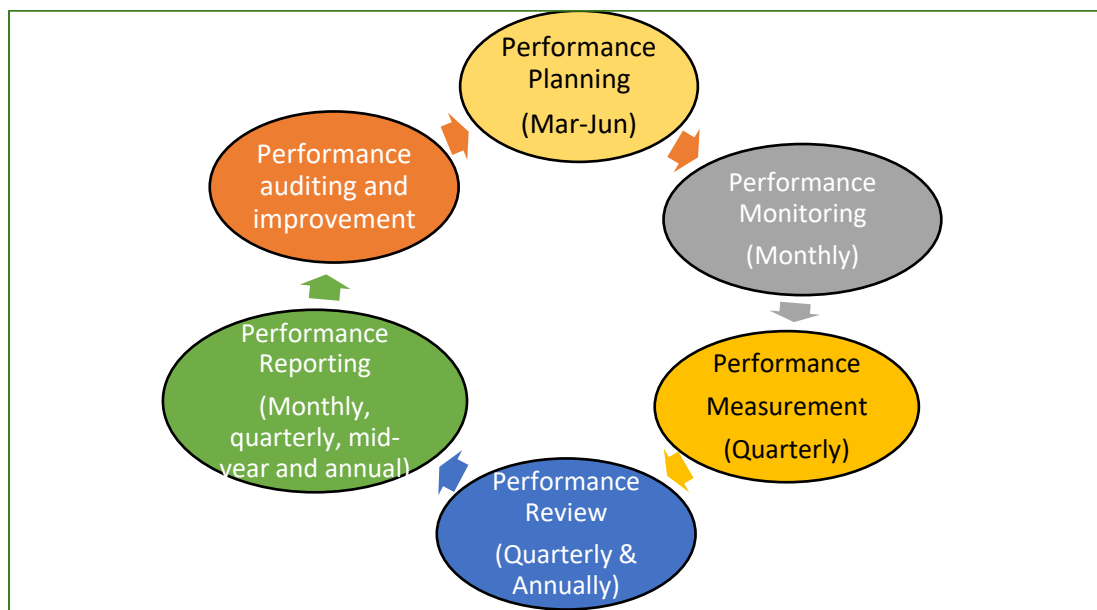 Performance
Planning
(Mar-Jun)
Performance
Monitoring
(Monthly)
Performance
Measurement
(Quarterly)
Performance
Review
(Quarterly &
Annually)
Performance
Reporting
(Monthly,
quarterly, mid-
year and annual)
Performance
auditing and
improvement